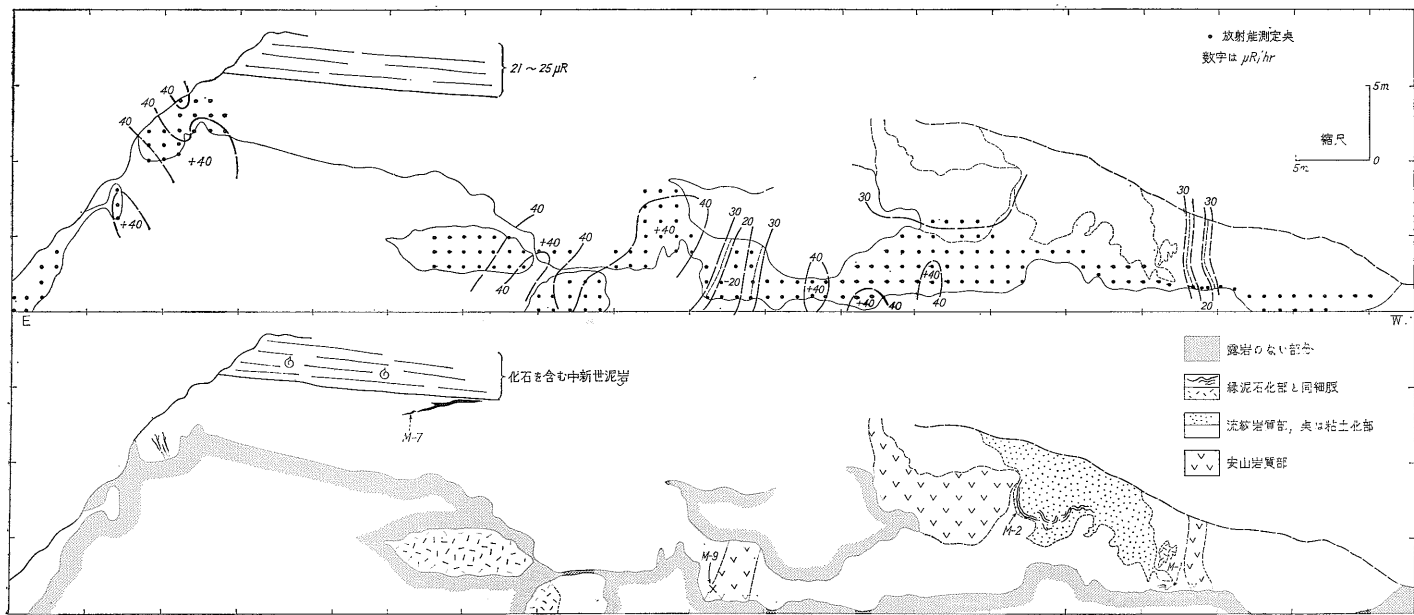 • 放射能測定点
数字は μR/hr
5m
縮尺
5m
0
21～25μR
40
40
40
+40
+40
40
+40
40
40
40
+40
30
20
30
-20
40
+40
30
+40
40
+40
40
30
30
20
E
W.
化石を含む中新世泥岩
M-7
M-9
M-2
露岩のない部分
緑泥石化部と同細脈
流紋岩質部，点は粘土化部
安山岩質部